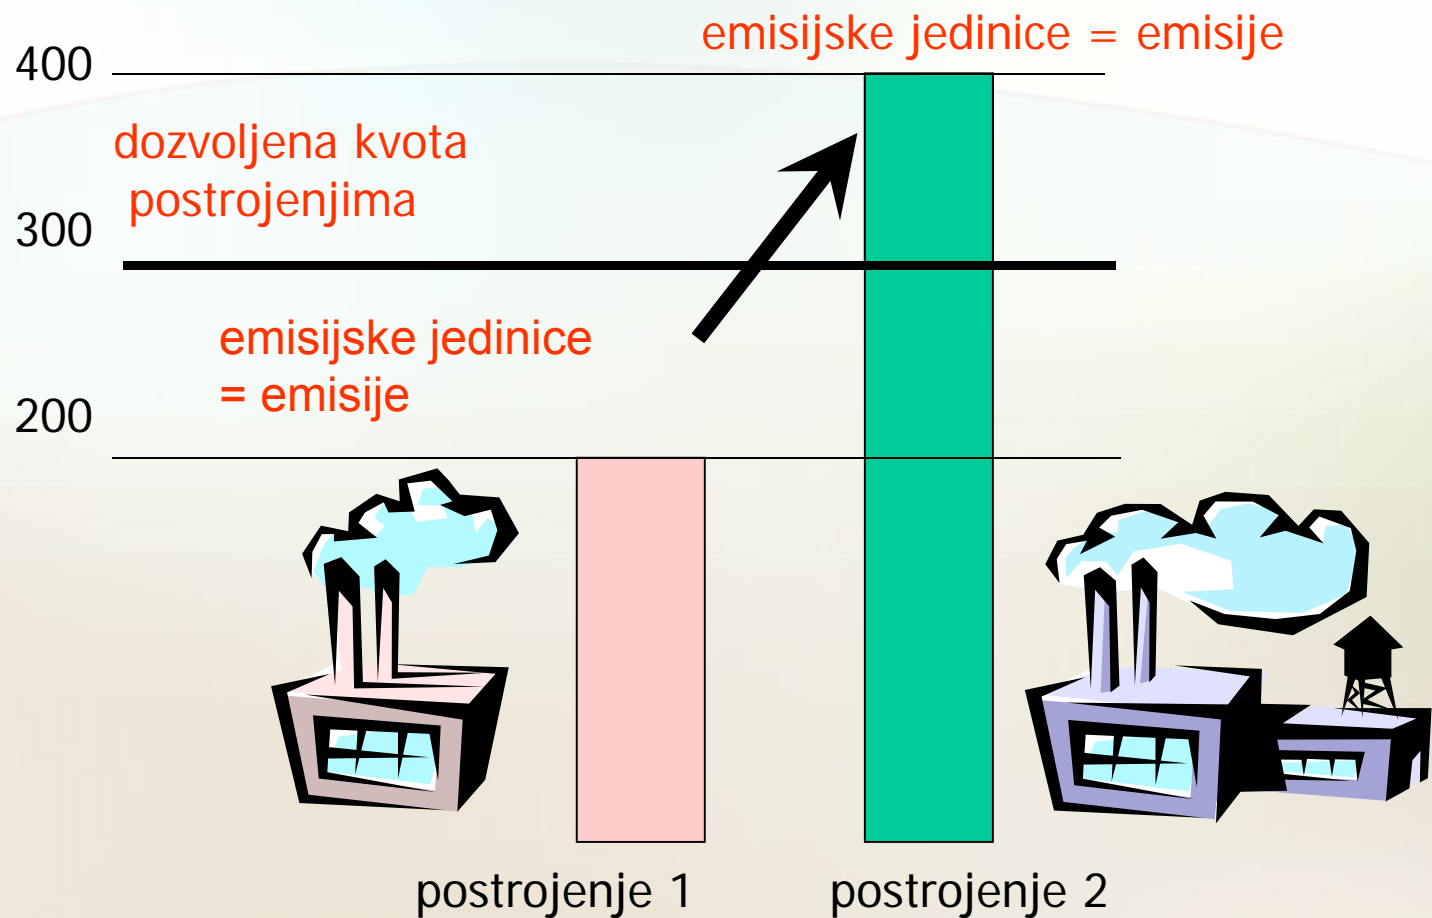 emisijske jedinice = emisije
400
dozvoljena kvota
postrojenjima
300
emisijske jedinice
= emisije
200
postrojenje 1
postrojenje 2